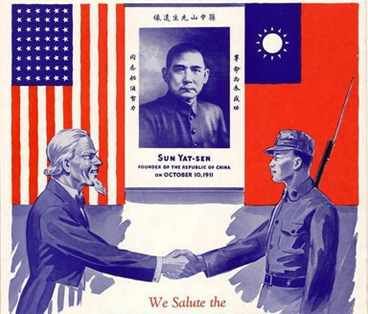 孫中山先生遺像
革命尚未成功
同志仍須努力
SUN YAT-SEN
FOUNDER OF THE REPUBLIC OF CHINA
ON OCTOBER 10, 1911
We Salute the